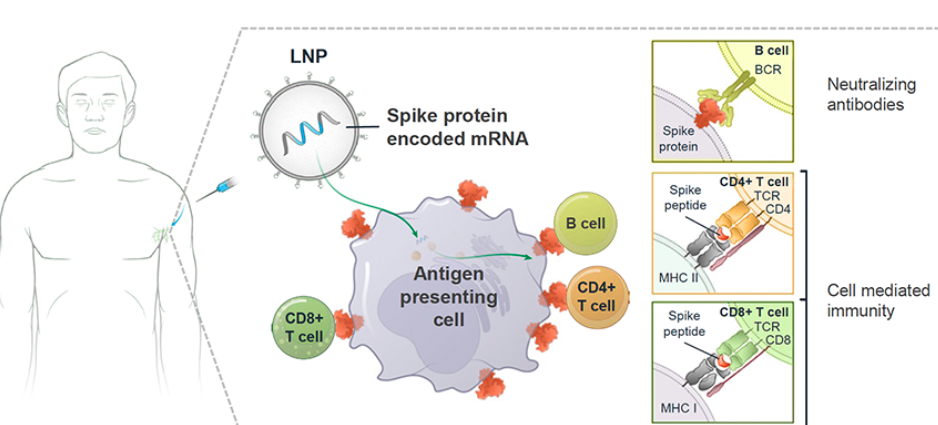 LNP
Spike protein
encoded mRNA
Antigen
presenting
cell
B cell
CD4+
T cell
CD8+
T cell
B cell
BCR
Spike
protein
Neutralizing
antibodies
CD4+ T cell
Spike
peptide
TCR
CD4
MHC II
CD8+ T cell
Spike
peptide
TCR
CD8
MHC I
Cell mediated
immunity